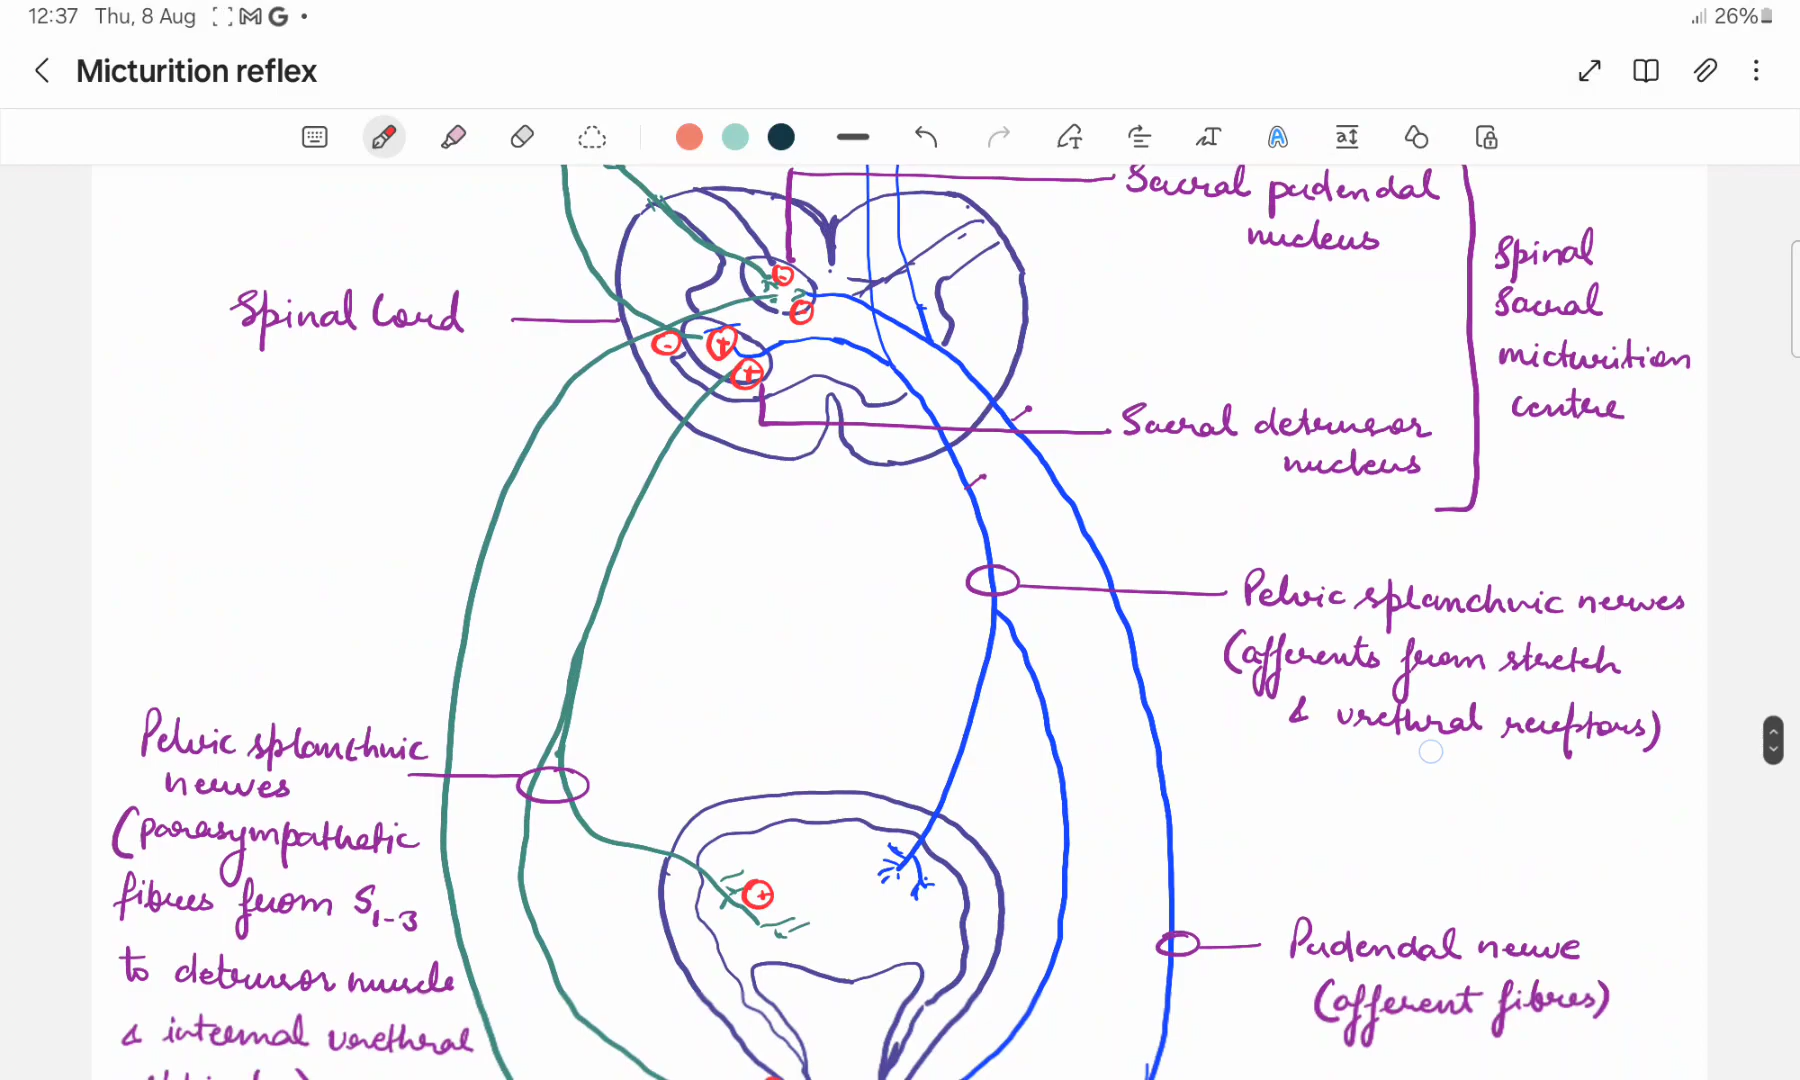 12:37 Thu, 8 Aug
26%
Micturition reflex
Sacral pudendal
nucleus
Spinal
Sacral
micturition
centre
Spinal Cord
Sacral detrusor
nucleus
Pelvic splanchnic nerves
(afferents from stretch
& urethral receptors)
Pelvic splanchnic
nerves
(parasympathetic
fibres from S1-3
to detrusor muscle
& internal urethral
Pudendal nerve
(afferent fibres)